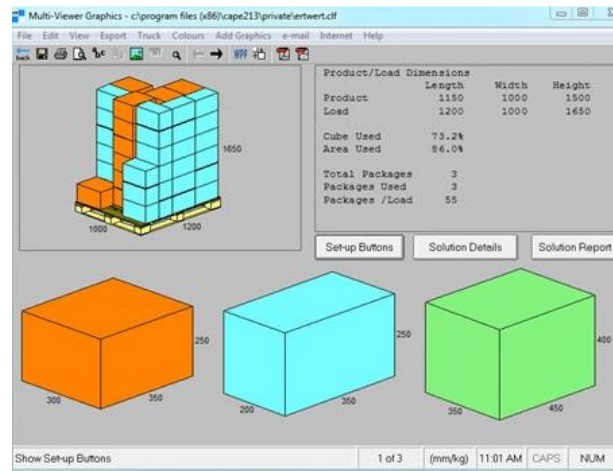 Multi-Viewer Graphics - c:\program files (x86)\cape213\private\ertwert.clf
File Edit View Export Truck Colours Add Graphics e-mail Internet Help
Product/Load Dimensions
Length Width Height
Product 1150 1000 1500
Load 1200 1000 1650
Cube Used 73.2%
Area Used 86.0%
Total Packages 3
Packages Used 3
Packages /Load 55
1650
1000 1200
Set-up Buttons Solution Details Solution Report
250
300 350
250
200 350
400
350 450
Show Set-up Buttons 1 of 3 (mm/kg) 11:01 AM CAPS NUM